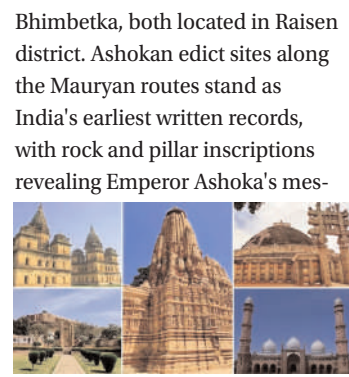 Bhimbetka, both located in Raisen
district. Ashokan edict sites along
the Mauryan routes stand as
India's earliest written records,
with rock and pillar inscriptions
revealing Emperor Ashoka's mes-